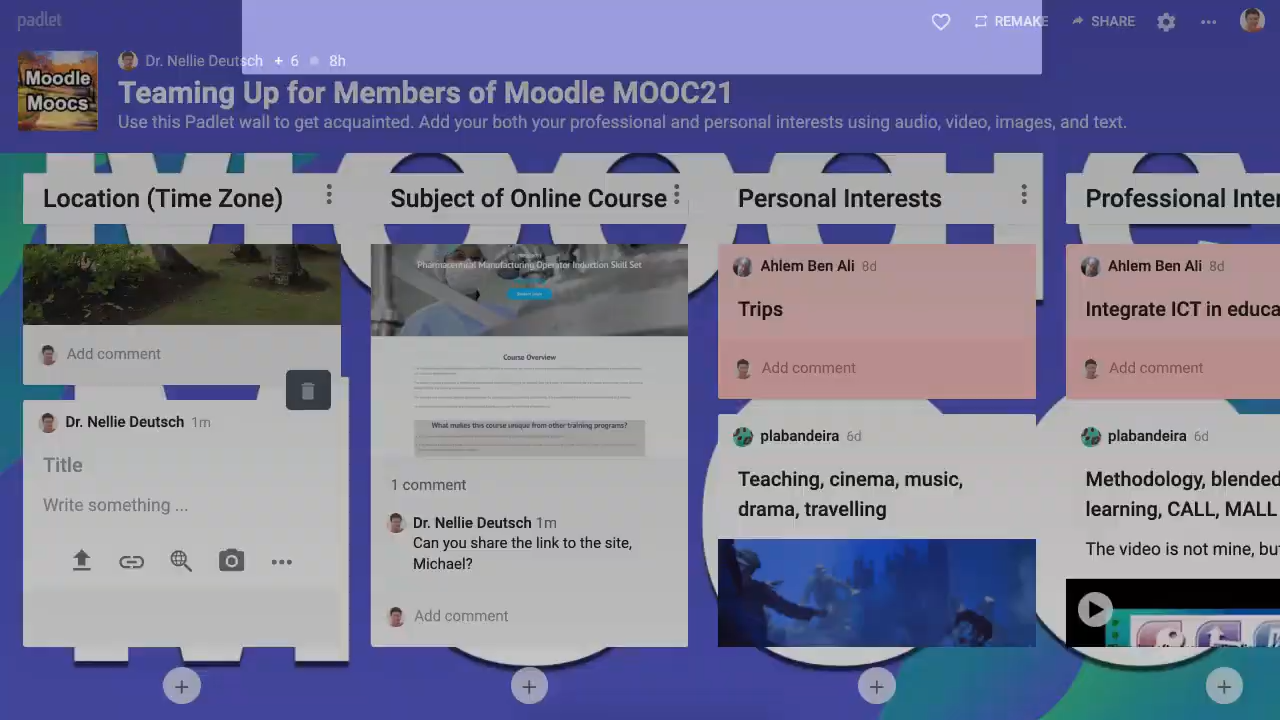 padlet
REMAKE
SHARE
Dr. Nellie Deutsch + 6 8h
Moodle
Moocs
Teaming Up for Members of Moodle MOOC21
Use this Padlet wall to get acquainted. Add your both your professional and personal interests using audio, video, images, and text.
Location (Time Zone)
Add comment
Dr. Nellie Deutsch 1m
Title
Write something ...
Subject of Online Course
Pharmaceutical Manufacturing Operator Induction Skill Set
Course Overview
What makes this course unique from other training programs?
1 comment
Dr. Nellie Deutsch 1m
Can you share the link to the site,
Michael?
Add comment
Personal Interests
Ahlem Ben Ali 8d
Trips
Add comment
plabandeira 6d
Teaching, cinema, music,
drama, travelling
Professional Inter
Ahlem Ben Ali 8d
Integrate ICT in educa
Add comment
plabandeira 6d
Methodology, blended
learning, CALL, MALL
The video is not mine, but